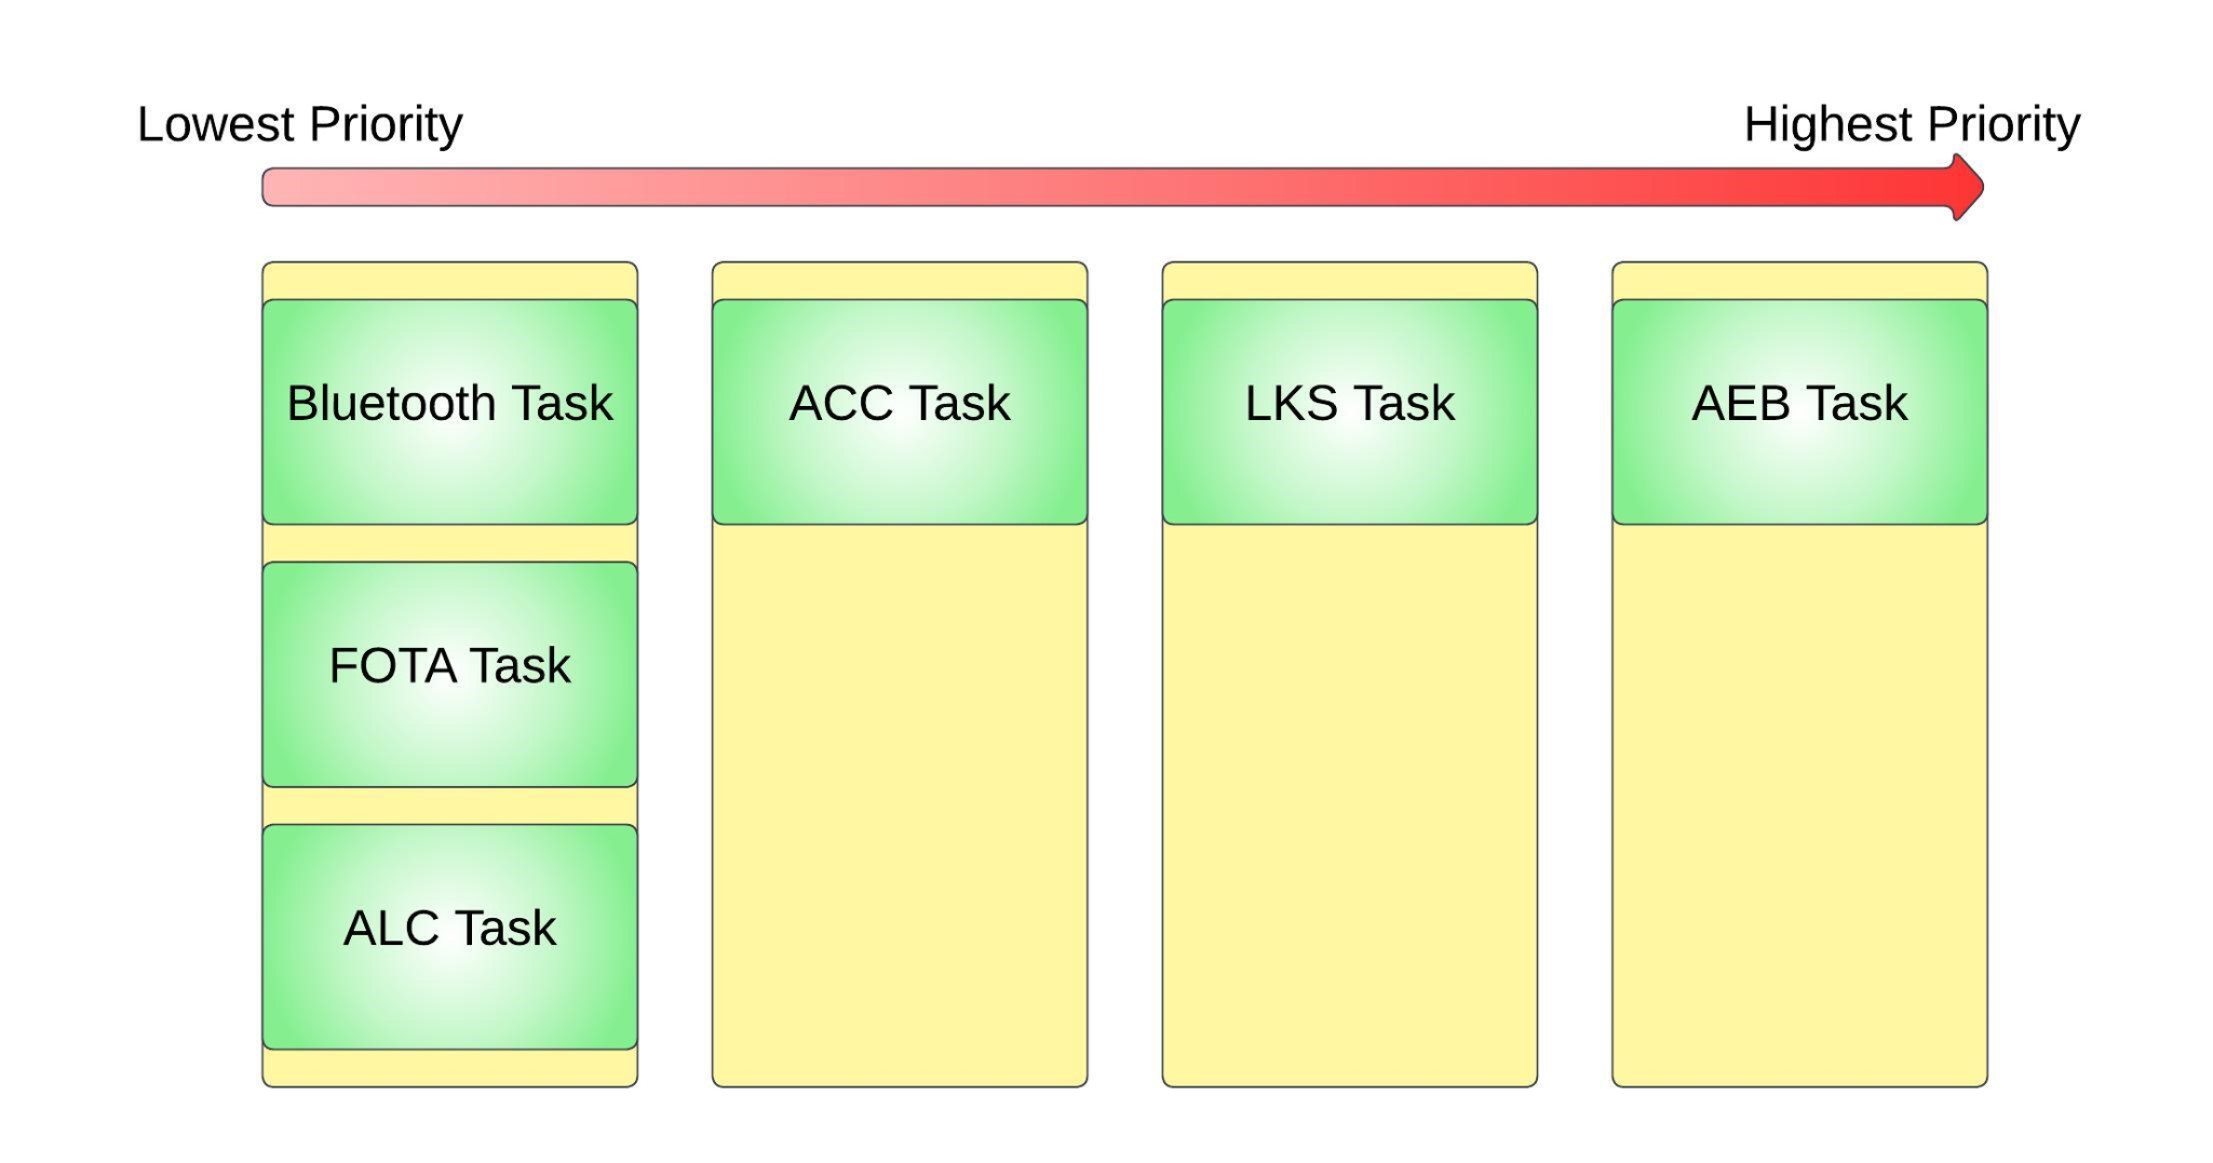 Lowest Priority
Highest Priority
Bluetooth Task
ACC Task
LKS Task
AEB Task
FOTA Task
ALC Task